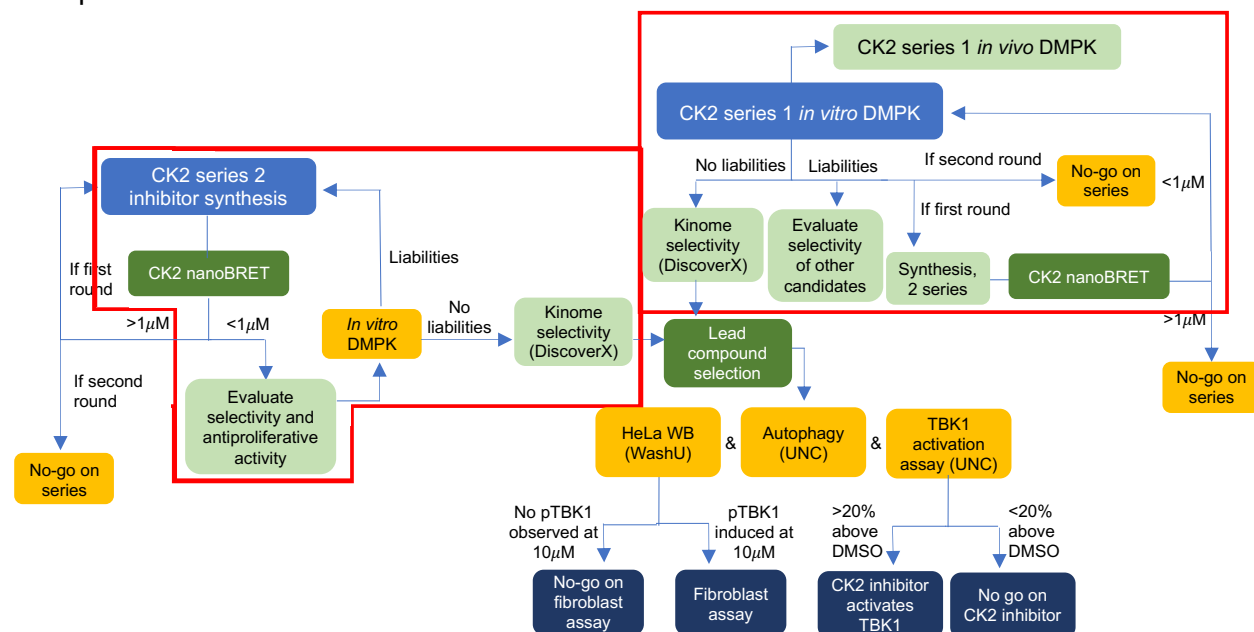 CK2 series 1 in vivo DMPK
CK2 series 1 in vitro DMPK
No liabilities
Liabilities
If second round
No-go on
series
<1μM
If first round
Kinome
selectivity
(DiscoverX)
Evaluate
selectivity
of other
candidates
Synthesis,
2 series
CK2 nanoBRET
>1μM
No-go on
series
CK2 series 2
inhibitor synthesis
CK2 nanoBRET
If first
round
>1μM
<1μM
Liabilities
In vitro
DMPK
No
liabilities
Kinome
selectivity
(DiscoverX)
Lead
compound
selection
If second
round
Evaluate
selectivity and
antiproliferative
activity
No-go on
series
HeLa WB
(WashU)
&
Autophagy
(UNC)
&
TBK1
activation
assay (UNC)
No pTBK1
observed at
10μM
pTBK1
induced at
10μM
>20%
above
DMSO
<20%
above
DMSO
No-go on
fibroblast
assay
Fibroblast
assay
CK2 inhibitor
activates
TBK1
No go on
CK2 inhibitor